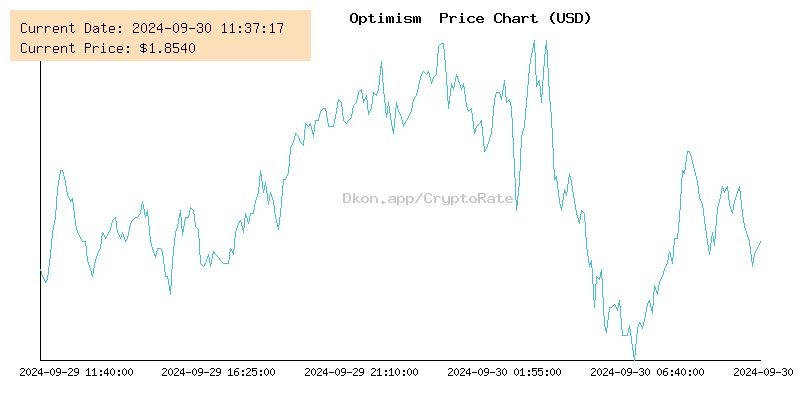 Optimism  Price Chart (USD)
Current Date: 2024-09-30 11:37:17
Current Price: $1.8540
Dkon.app/CryptoRate
2024-09-29 11:40:00 2024-09-29 16:25:00 2024-09-29 21:10:00 2024-09-30 01:55:00 2024-09-30 06:40:00 2024-09-30